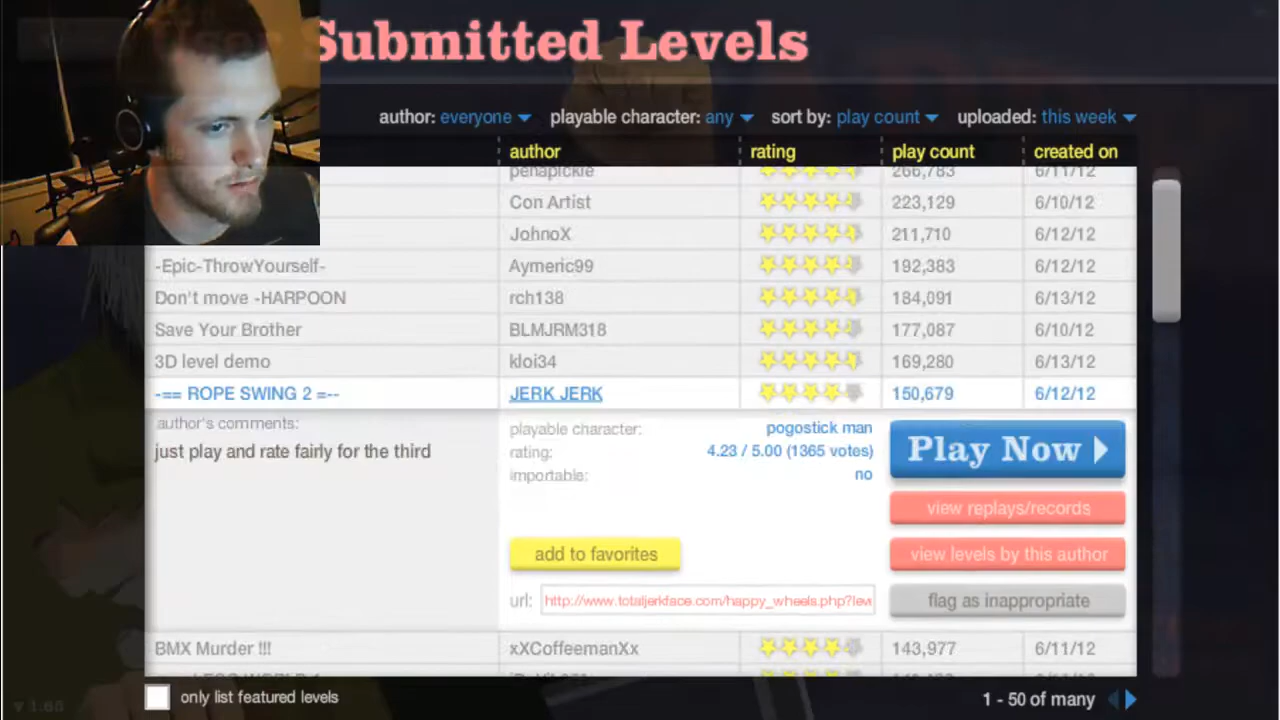 Submitted Levels
author: everyone playable character: any sort by: play count uploaded: this week
author rating play count created on
penapickle 266,783 6/11/12
Con Artist 223,129 6/10/12
JohnoX 211,710 6/12/12
-Epic-ThrowYourself- Aymeric99 192,383 6/12/12
Don't move -HARPOON rch138 184,091 6/13/12
Save Your Brother BLMJRM318 177,087 6/10/12
3D level demo kloi34 169,280 6/13/12
-== ROPE SWING 2 =-- JERK JERK 150,679 6/12/12
author's comments:
just play and rate fairly for the third
playable character: pogostick man
rating: 4.23 / 5.00 (1365 votes)
importable: no
Play Now
view replays/records
add to favorites
view levels by this author
url: http://www.totaljerkface.com/happy_wheels.php?lev
flag as inappropriate
BMX Murder !!! xXCoffeemanXx 143,977 6/11/12
only list featured levels
1 - 50 of many